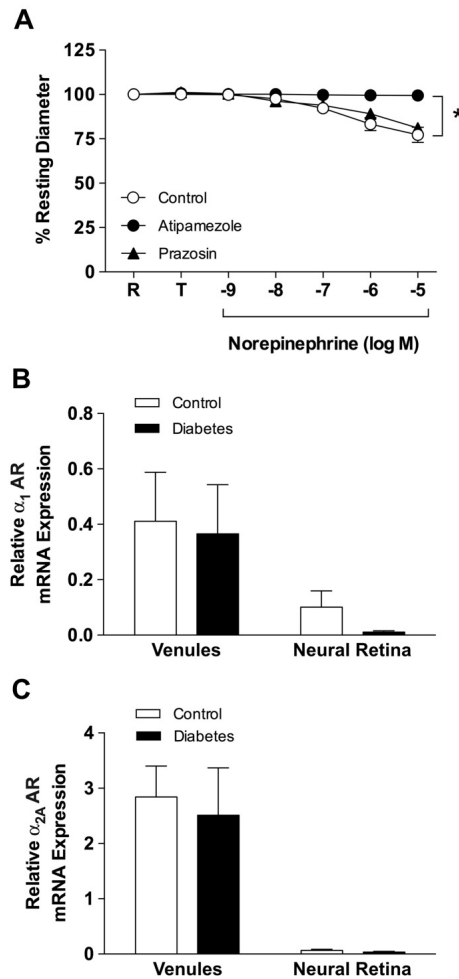 A
% Resting Diameter
125
100
75
50
25
0
Control
Atipamezole
Prazosin
*
R T -9 -8 -7 -6 -5
Norepinephrine (log M)
B
Control
Diabetes
Relative α₁ AR
mRNA Expression
0.8
0.6
0.4
0.2
0.0
Venules Neural Retina
C
Control
Diabetes
Relative α₂A AR
mRNA Expression
4
3
2
1
0
Venules Neural Retina